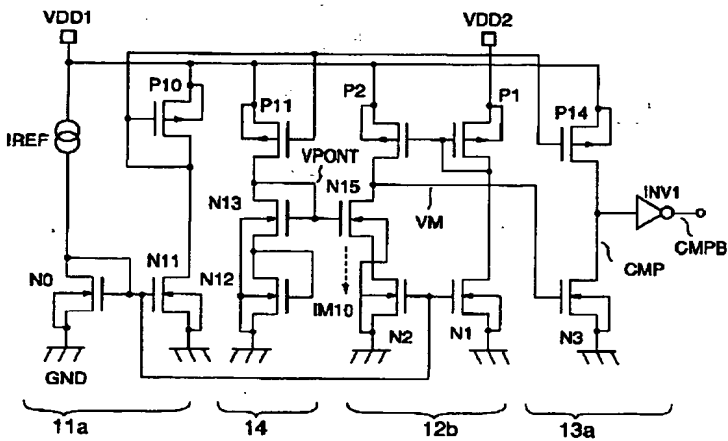 VDD1
VDD2
P10
P11
P2
P1
P14
IREF
VPONT
INV1
N13
N15
VM
CMPB
N0
N11
N12
IM10
CMP
N2
N1
N3
GND
11a
14
12b
13a